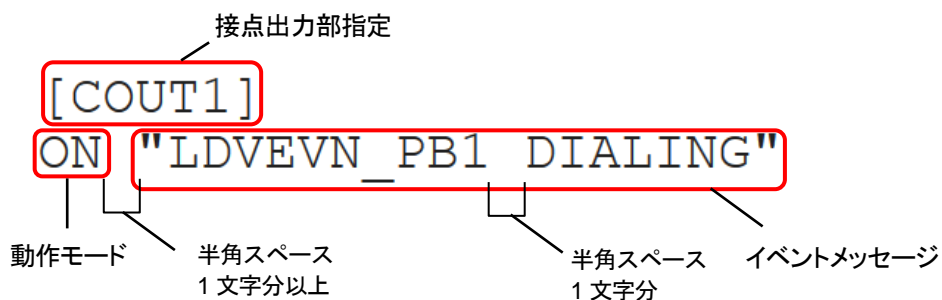 接点出力部指定
[COUT1]
ON "LDVEVN_PB1 DIALING"
動作モード
半角スペース
1 文字分以上
半角スペース
1 文字分
イベントメッセージ